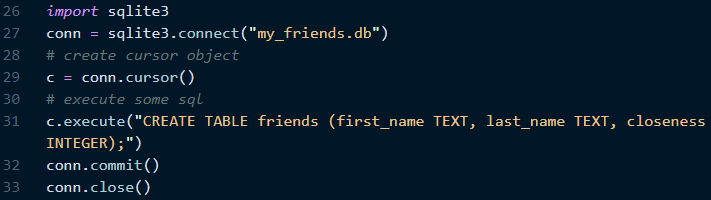 26 import sqlite3
27 conn = sqlite3.connect("my_friends.db")
28 # create cursor object
29 c = conn.cursor()
30 # execute some sql
31 c.execute("CREATE TABLE friends (first_name TEXT, last_name TEXT, closeness
INTEGER);")
32 conn.commit()
33 conn.close()